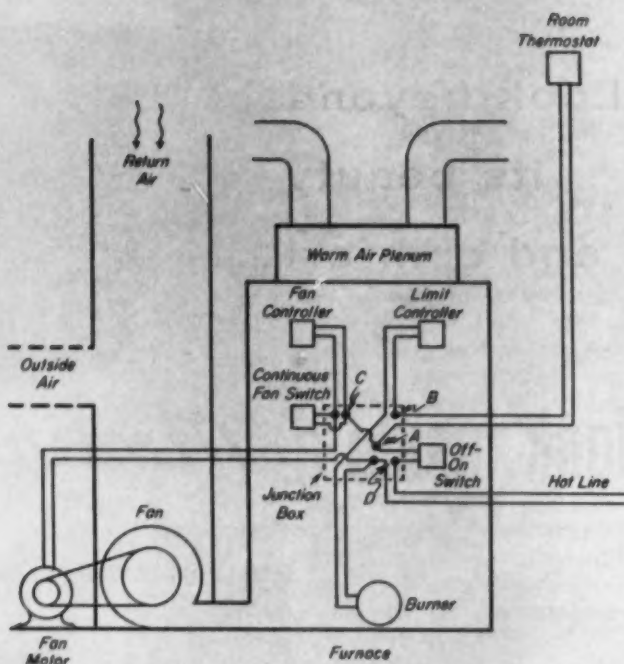 Room
Thermostat
Return
Air
Warm Air Plenum
Fan
Controller
Limit
Controller
Outside
Air
Continuous
Fan Switch
C
B
A
Off-
On
Switch
D
Junction
Box
Hot Line
Fan
Burner
Fan
Motor
Furnace